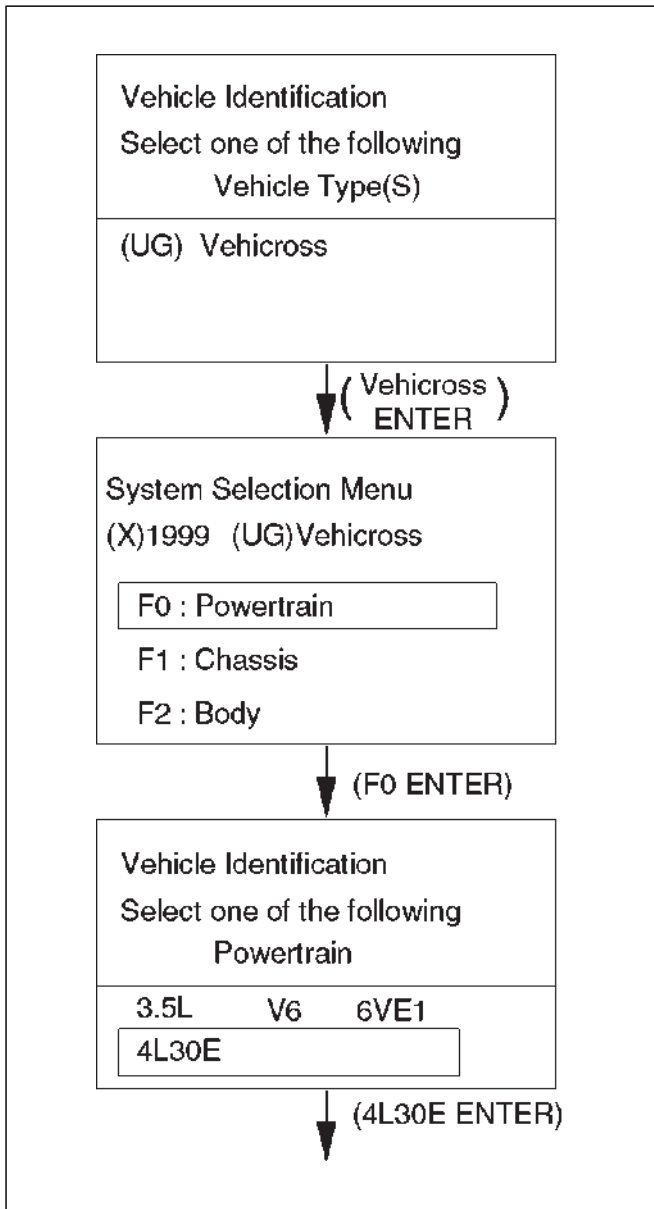 Vehicle Identification
Select one of the following
Vehicle Type(S)
(UG) Vehicross
( Vehicross )
ENTER
System Selection Menu
(X)1999 (UG)Vehicross
F0 : Powertrain
F1 : Chassis
F2 : Body
(F0 ENTER)
Vehicle Identification
Select one of the following
Powertrain
3.5L V6 6VE1
4L30E
(4L30E ENTER)